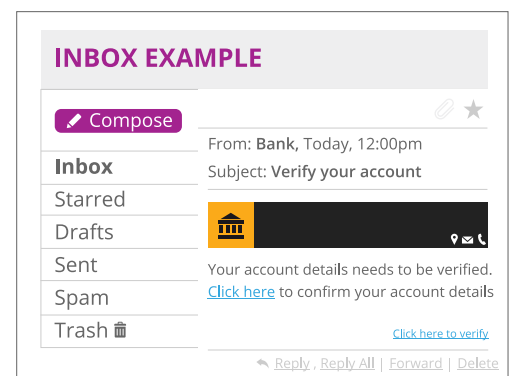 INBOX EXAMPLE
Compose
Inbox
Starred
Drafts
Sent
Spam
Trash
From: Bank, Today, 12:00pm
Subject: Verify your account
Your account details needs to be verified.
Click here to confirm your account details
Click here to verify
Reply , Reply All | Forward | Delete